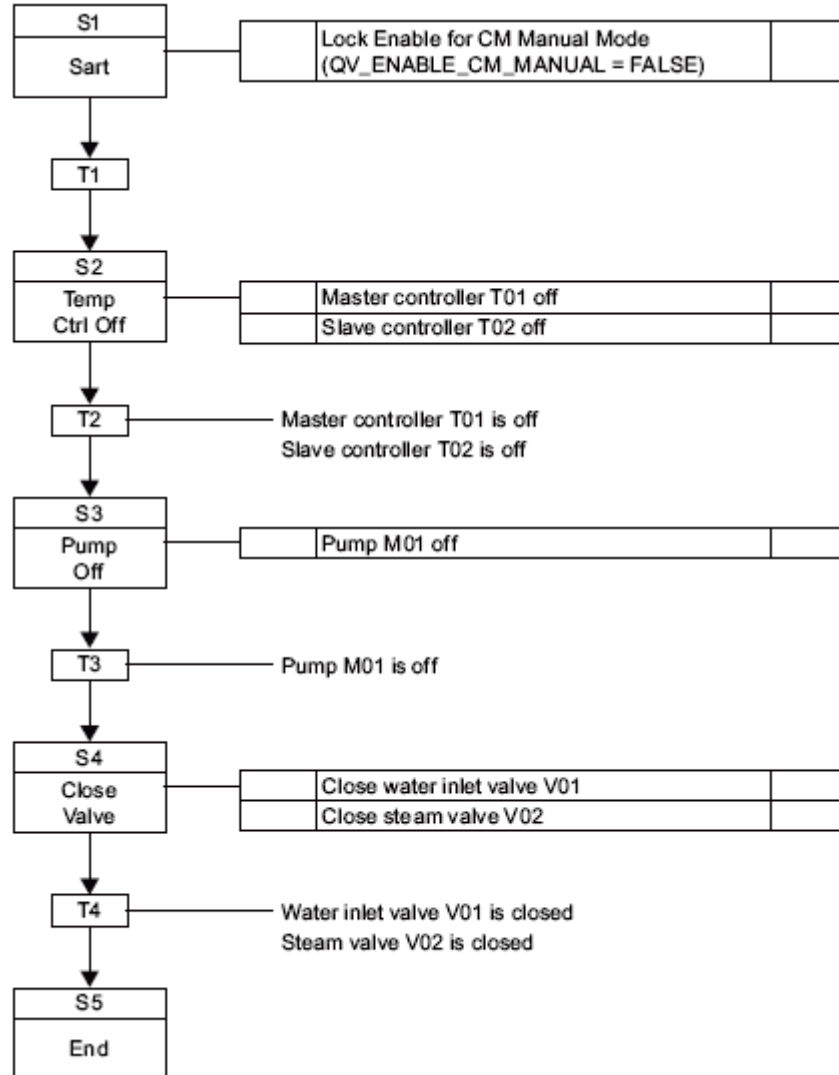 S1
Sart
Lock Enable for CM Manual Mode
(QV_ENABLE_CM_MANUAL = FALSE)
T1
S2
Temp
Ctrl Off
Master controller T01 off
Slave controller T02 off
T2
Master controller T01 is off
Slave controller T02 is off
S3
Pump
Off
Pump M01 off
T3
Pump M01 is off
S4
Close
Valve
Close water inlet valve V01
Close steam valve V02
T4
Water inlet valve V01 is closed
Steam valve V02 is closed
S5
End